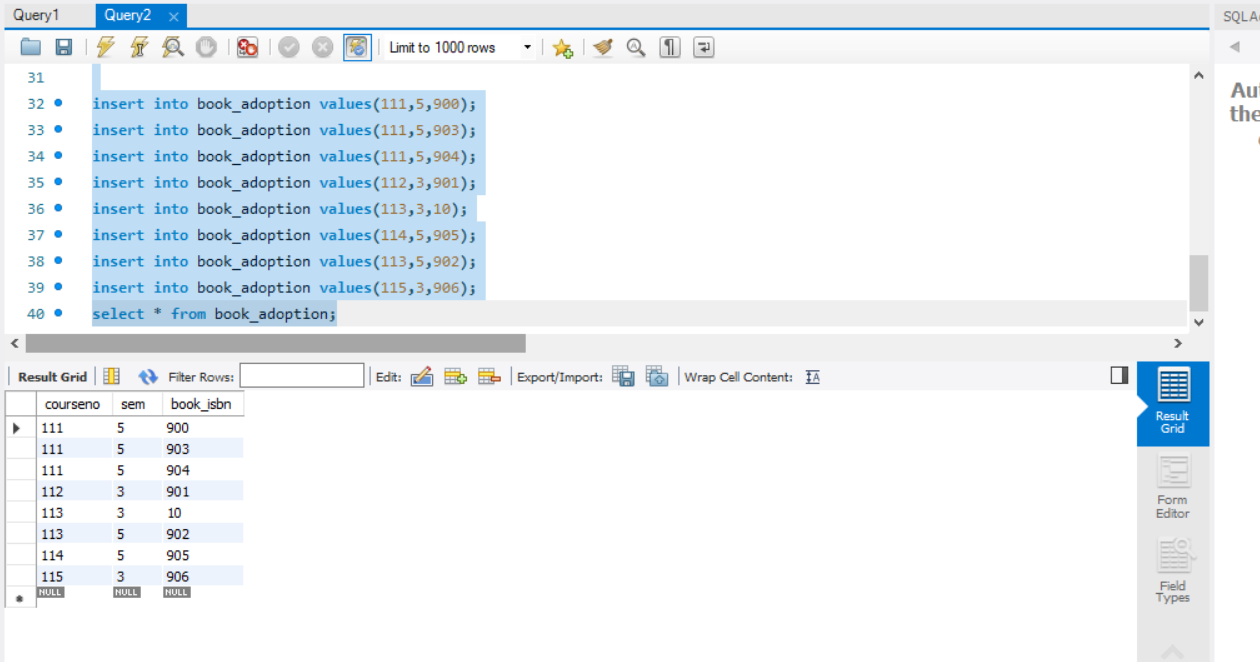 Query1 Query2 SQLA
Limit to 1000 rows
31
32 insert into book_adoption values(111,5,900);
33 insert into book_adoption values(111,5,903);
34 insert into book_adoption values(111,5,904);
35 insert into book_adoption values(112,3,901);
36 insert into book_adoption values(113,3,10);
37 insert into book_adoption values(114,5,905);
38 insert into book_adoption values(113,5,902);
39 insert into book_adoption values(115,3,906);
40 select * from book_adoption;
Au
the
Result Grid Filter Rows: Edit: Export/Import: Wrap Cell Content:
courseno sem book_isbn
111 5 900
111 5 903
111 5 904
112 3 901
113 3 10
113 5 902
114 5 905
115 3 906
NULL NULL NULL
Result
Grid
Form
Editor
Field
Types